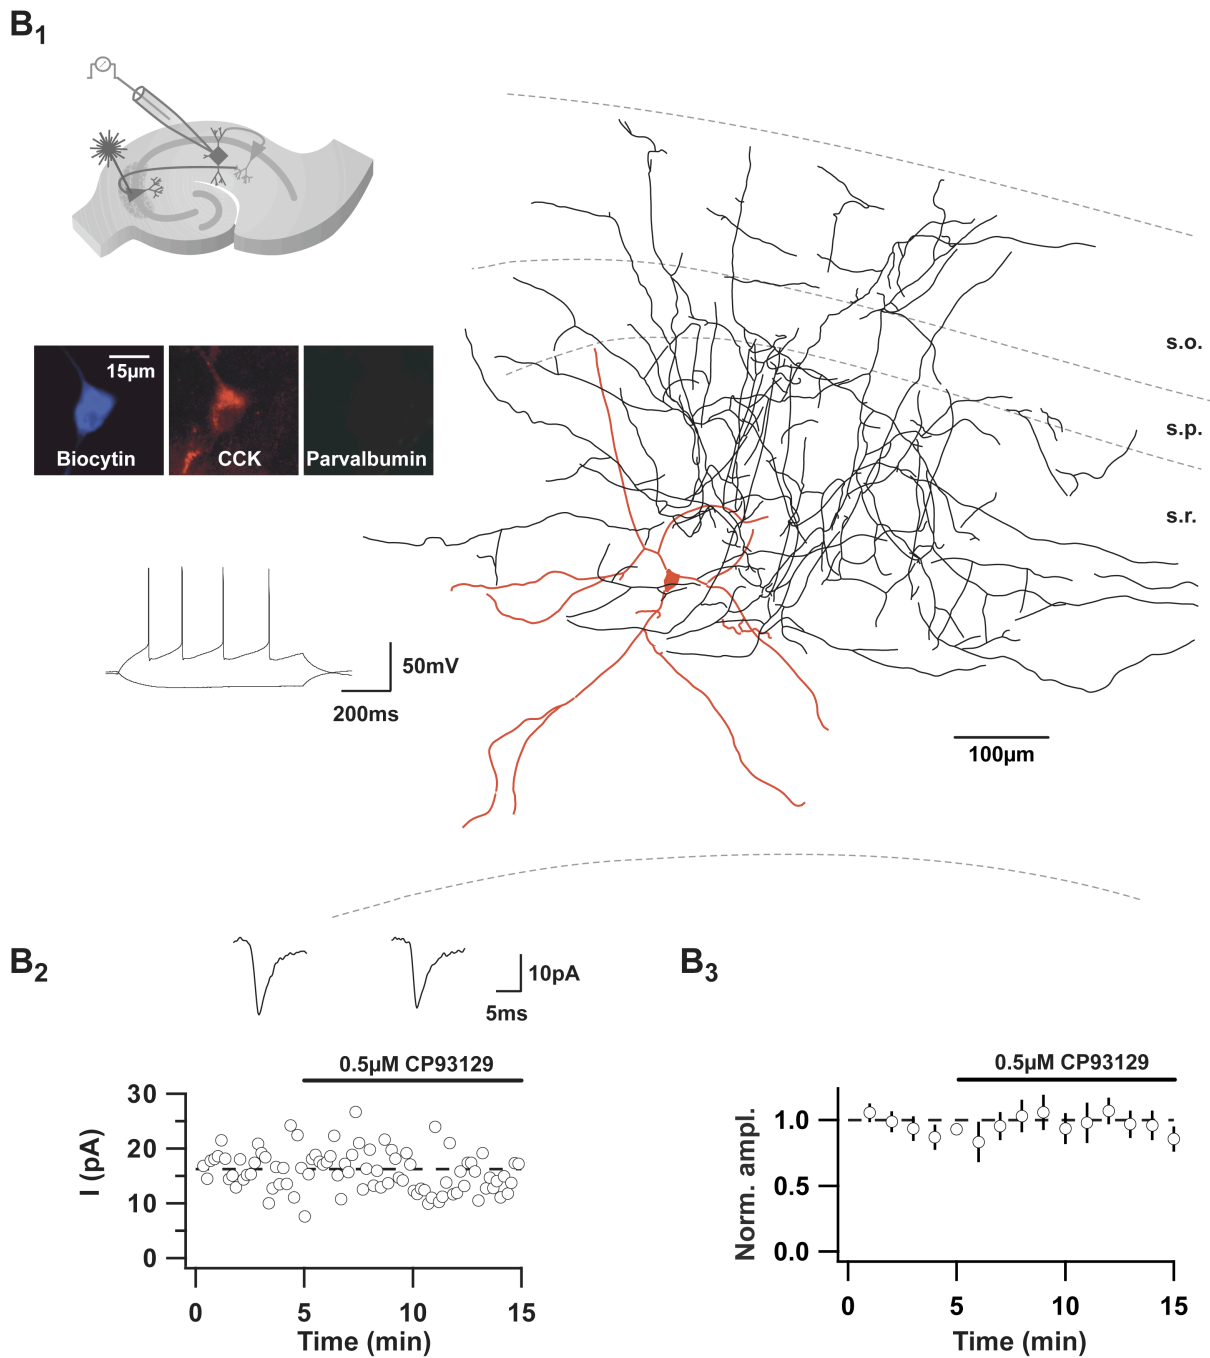 B1
15µm
Biocytin
CCK
Parvalbumin
s.o.
s.p.
s.r.
50mV
200ms
100µm
B2
10pA
5ms
0.5µM CP93129
30
20
10
0
I (pA)
0
5
10
15
Time (min)
B3
0.5µM CP93129
1.0
0.5
0.0
Norm. ampl.
0
5
10
15
Time (min)